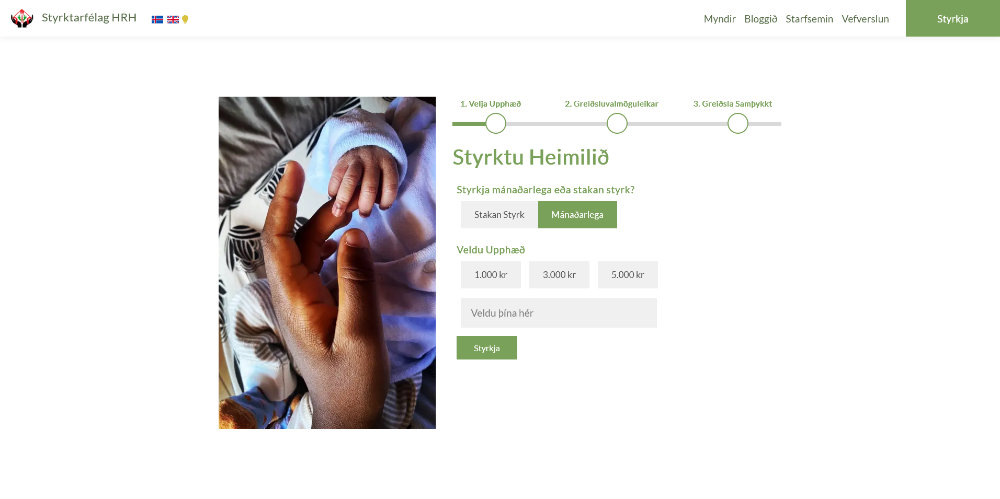 Styrktarfélag HRH
Myndir Bloggið Starfsemin Vefverslun Styrkja
1. Velja Upphæð 2. Greiðsluvalmöguleikar 3. Greiðsla Samþykkt
Styrktu Heimilið
Styrkja mánaðarlega eða stakan styrk?
Stakan Styrk Mánaðarlega
Veldu Upphæð
1.000 kr 3.000 kr 5.000 kr
Veldu þína hér
Styrkja